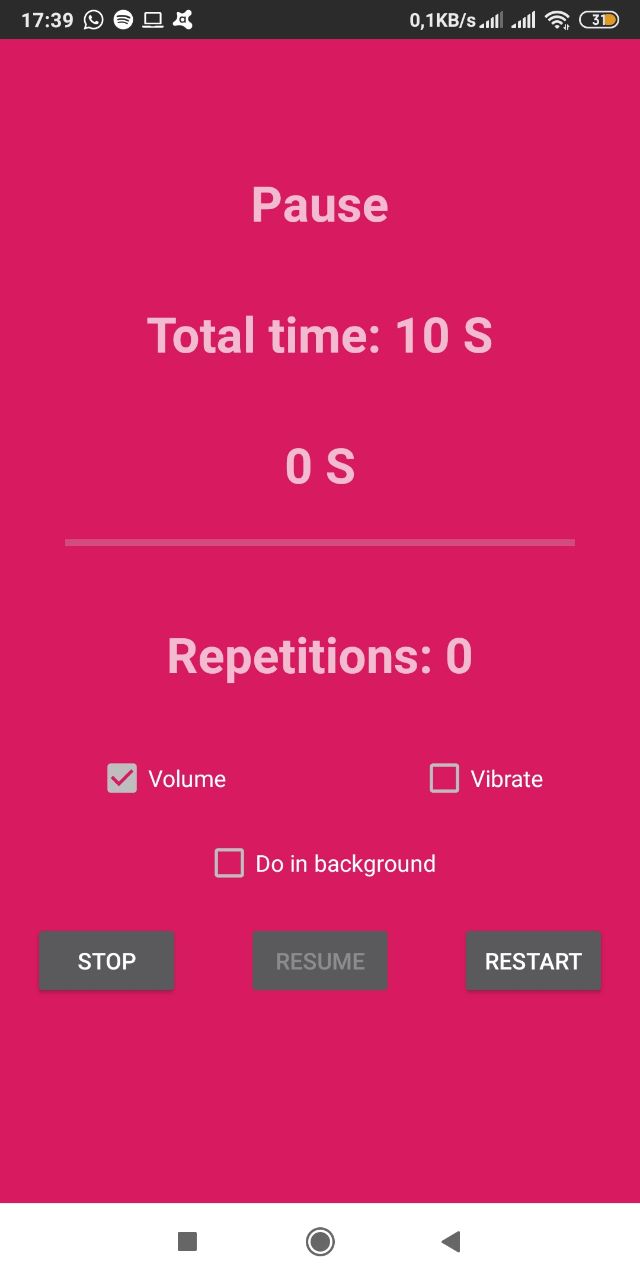 17:39 0,1KB/s 31
Pause
Total time: 10 S
0 S
Repetitions: 0
Volume Vibrate
Do in background
STOP RESUME RESTART